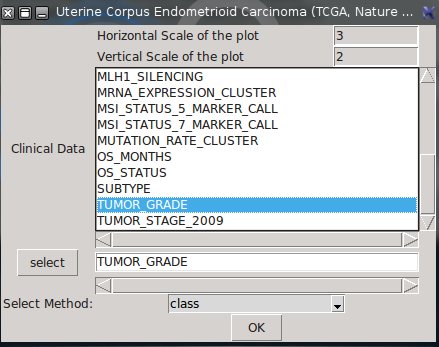 Uterine Corpus Endometrioid Carcinoma (TCGA, Nature ...
Horizontal Scale of the plot 3
Vertical Scale of the plot 2
Clinical Data
MLH1_SILENCING
MRNA_EXPRESSION_CLUSTER
MSI_STATUS_5_MARKER_CALL
MSI_STATUS_7_MARKER_CALL
MUTATION_RATE_CLUSTER
OS_MONTHS
OS_STATUS
SUBTYPE
TUMOR_GRADE
TUMOR_STAGE_2009
select TUMOR_GRADE
Select Method: class
OK